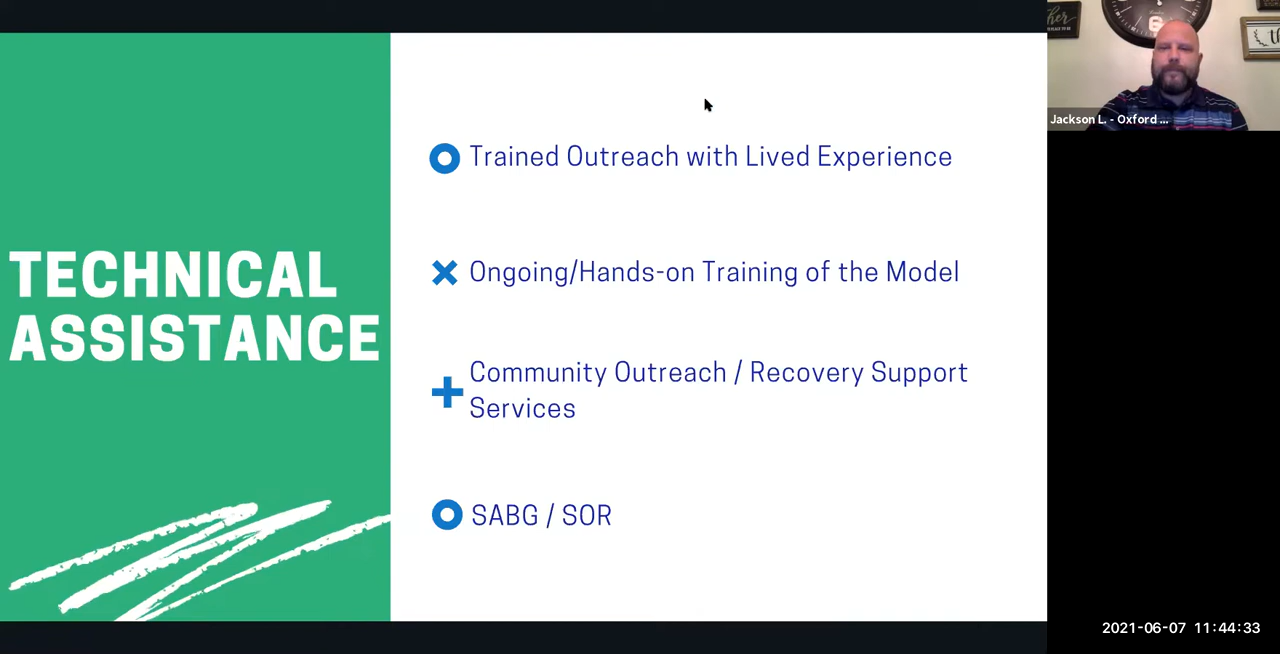 TECHNICAL
ASSISTANCE
Trained Outreach with Lived Experience
Ongoing/Hands-on Training of the Model
Community Outreach / Recovery Support
Services
SABG / SOR
Jackson L. - Oxford ...
2021-06-07 11:44:33